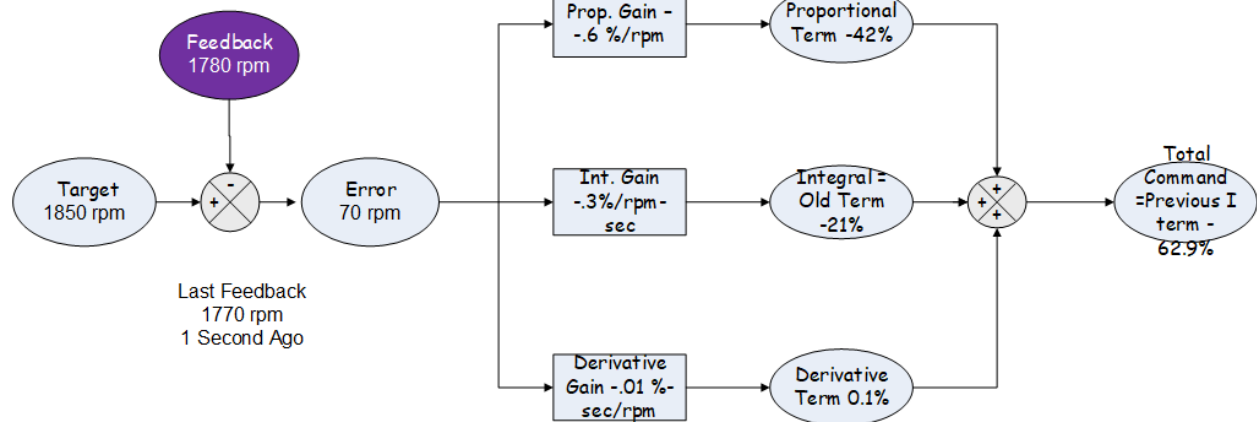 Feedback
1780 rpm
Target
1850 rpm
-
+
Error
70 rpm
Last Feedback
1770 rpm
1 Second Ago
Prop. Gain –
-.6 %/rpm
Proportional
Term -42%
Int. Gain
-.3%/rpm-
sec
Integral =
Old Term
-21%
Derivative
Gain -.01 %-
sec/rpm
Derivative
Term 0.1%
+
+
+
Total
Command
=Previous I
term -
62.9%